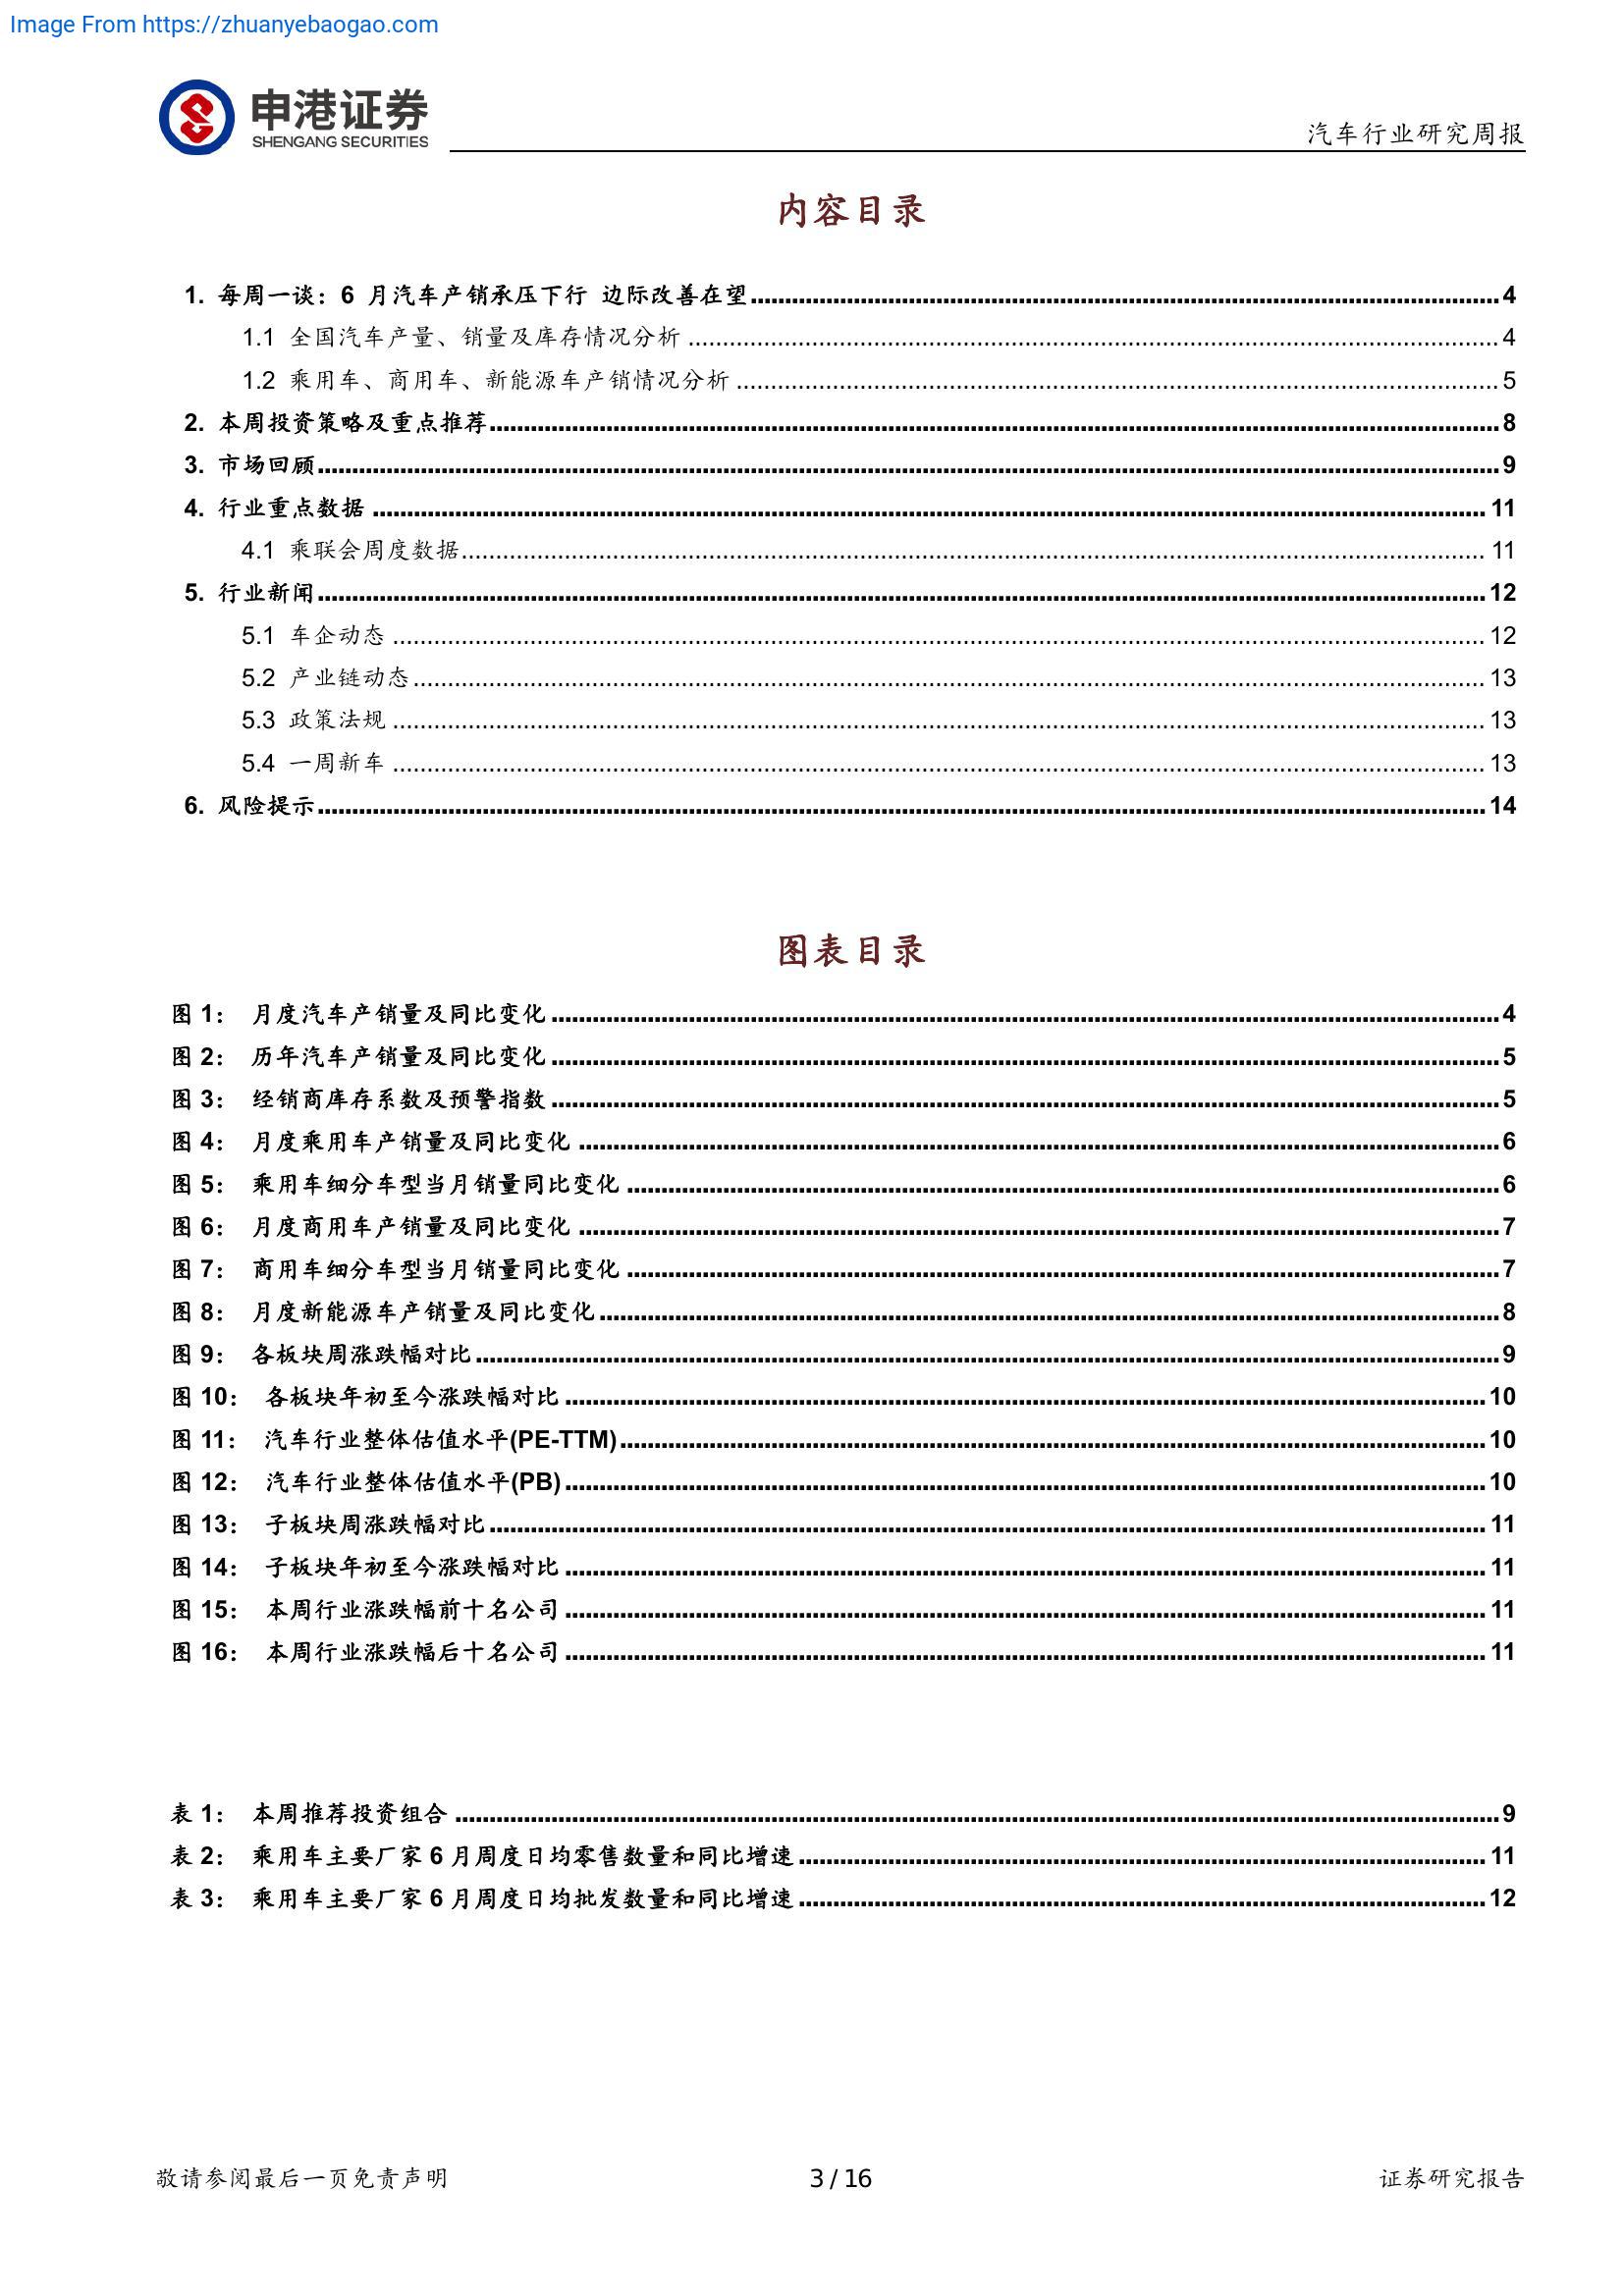 Image From https://zhuanyebaogao.com
申港证券
SHENGANG SECURITIES
汽车行业研究周报
内容目录
1. 每周一谈：6 月汽车产销承压下行 边际改善在望 4
1.1 全国汽车产量、销量及库存情况分析 4
1.2 乘用车、商用车、新能源车产销情况分析 5
2. 本周投资策略及重点推荐 8
3. 市场回顾 9
4. 行业重点数据 11
4.1 乘联会周度数据 11
5. 行业新闻 12
5.1 车企动态 12
5.2 产业链动态 13
5.3 政策法规 13
5.4 一周新车 13
6. 风险提示 14
图表目录
图 1： 月度汽车产销量及同比变化 4
图 2： 历年汽车产销量及同比变化 5
图 3： 经销商库存系数及预警指数 5
图 4： 月度乘用车产销量及同比变化 6
图 5： 乘用车细分车型当月销量同比变化 6
图 6： 月度商用车产销量及同比变化 7
图 7： 商用车细分车型当月销量同比变化 7
图 8： 月度新能源车产销量及同比变化 8
图 9： 各板块周涨跌幅对比 9
图 10： 各板块年初至今涨跌幅对比 10
图 11： 汽车行业整体估值水平(PE-TTM) 10
图 12： 汽车行业整体估值水平(PB) 10
图 13： 子板块周涨跌幅对比 11
图 14： 子板块年初至今涨跌幅对比 11
图 15： 本周行业涨跌幅前十名公司 11
图 16： 本周行业涨跌幅后十名公司 11
表 1： 本周推荐投资组合 9
表 2： 乘用车主要厂家 6 月周度日均零售数量和同比增速 11
表 3： 乘用车主要厂家 6 月周度日均批发数量和同比增速 12
敬请参阅最后一页免责声明
3 / 16
证券研究报告